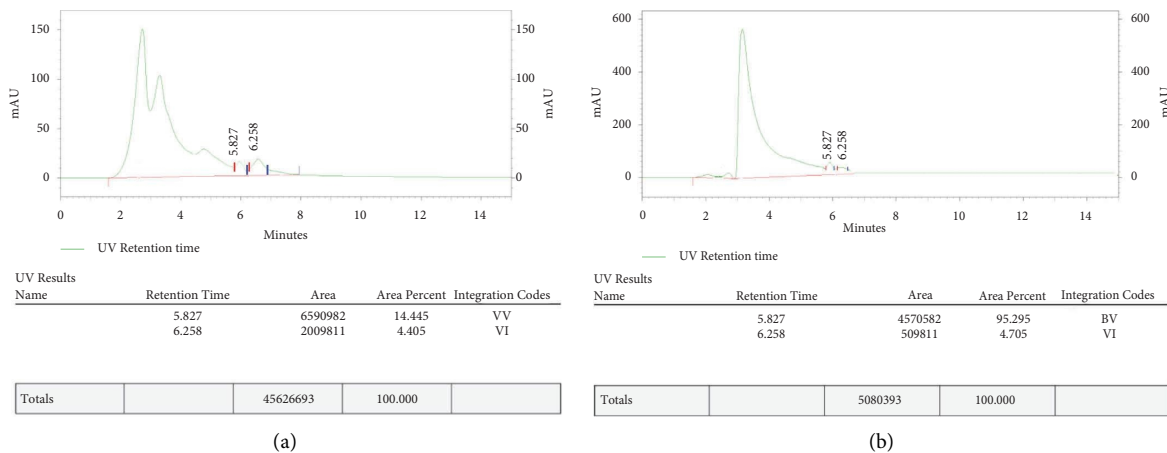 150
100
50
0
mAU
5.827
6.258
150
100
50
0
mAU
0 2 4 6 8 10 12 14
Minutes
UV Retention time
UV Results
Name Retention Time Area Area Percent Integration Codes
5.827 6590982 14.445 VV
6.258 2009811 4.405 VI
Totals 45626693 100.000
(a)
600
400
200
0
mAU
5.827
6.258
600
400
200
0
mAU
0 2 4 6 8 10 12 14
Minutes
UV Retention time
UV Results
Name Retention Time Area Area Percent Integration Codes
5.827 4570582 95.295 BV
6.258 509811 4.705 VI
Totals 5080393 100.000
(b)